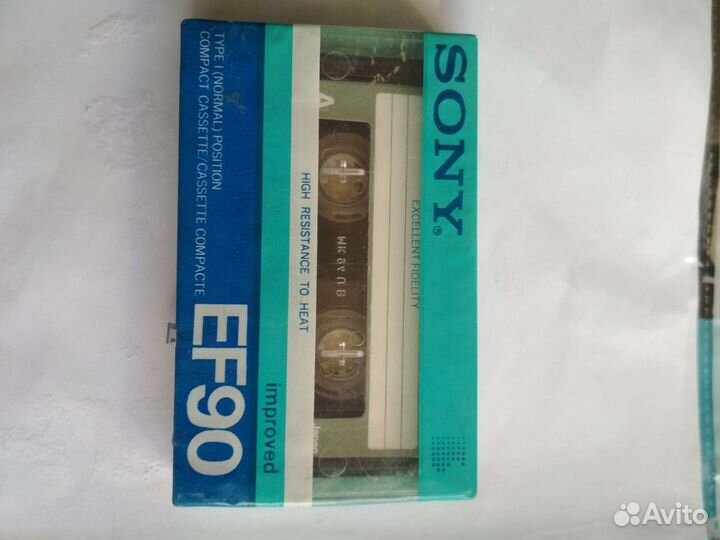 SONY®
EXCELLENT FIDELITY
A
HIGH RESISTANCE TO HEAT
improved
TYPE I (NORMAL) POSITION
COMPACT CASSETTE/CASSETTE COMPACTE
EF90
Avito